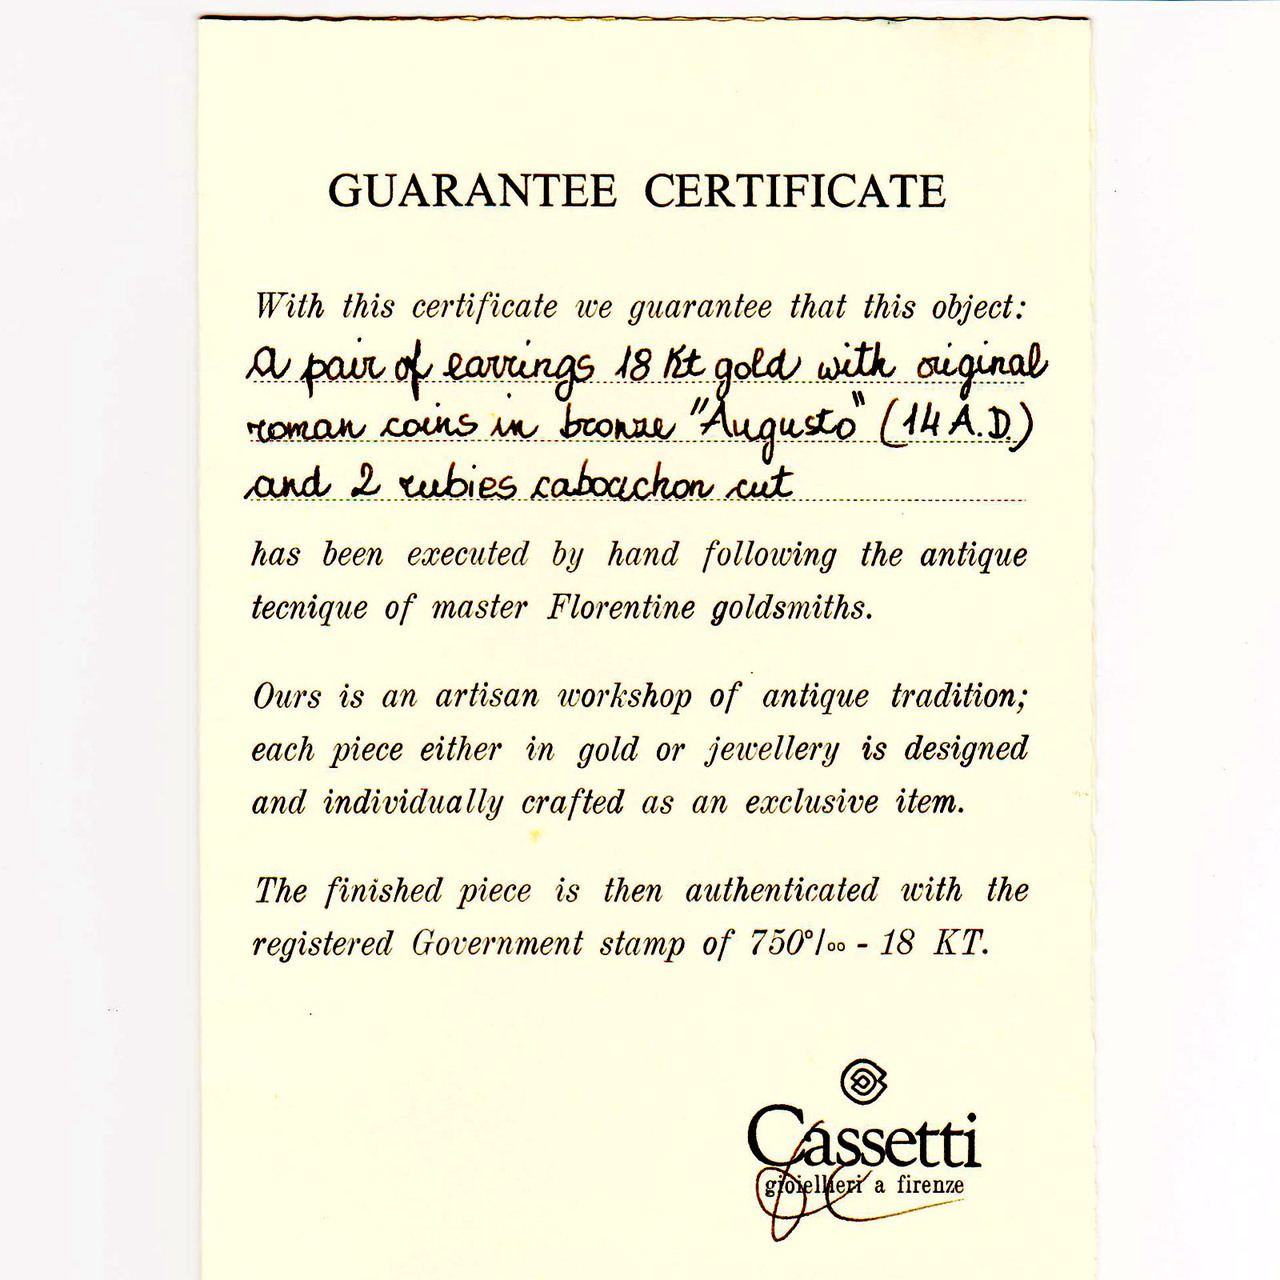 GUARANTEE CERTIFICATE
With this certificate we guarantee that this object:
A pair of earrings 18 Kt gold with original
roman coins in bronze "Augusto" (14 A.D.)
and 2 rubies caboachon cut
has been executed by hand following the antique
tecnique of master Florentine goldsmiths.
Ours is an artisan workshop of antique tradition;
each piece either in gold or jewellery is designed
and individually crafted as an exclusive item.
The finished piece is then authenticated with the
registered Government stamp of 750°/oo - 18 KT.
Cassetti
gioiellieri a firenze